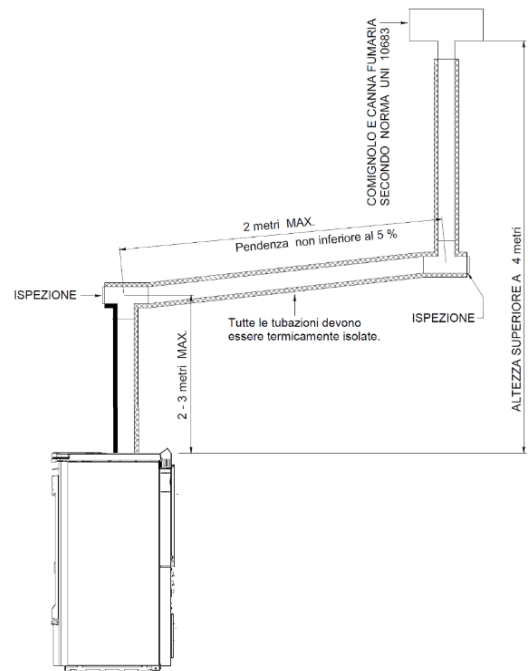 COMIGNOLO E CANNA FUMARIA
SECONDO NORMA UNI 10683
2 metri MAX.
Pendenza non inferiore al 5 %
ISPEZIONE
Tutte le tubazioni devono
essere termicamente isolate.
ISPEZIONE
2 - 3 metri MAX.
ALTEZZA SUPERIORE A 4 metri